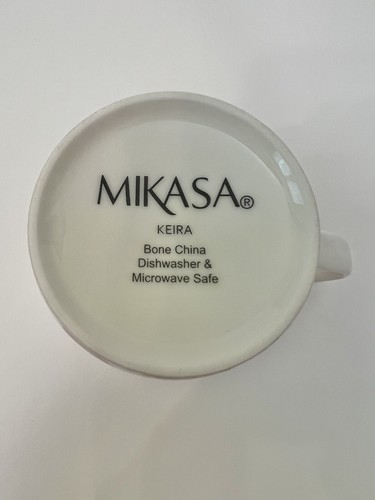 MIKASA®
KEIRA
Bone China
Dishwasher &
Microwave Safe